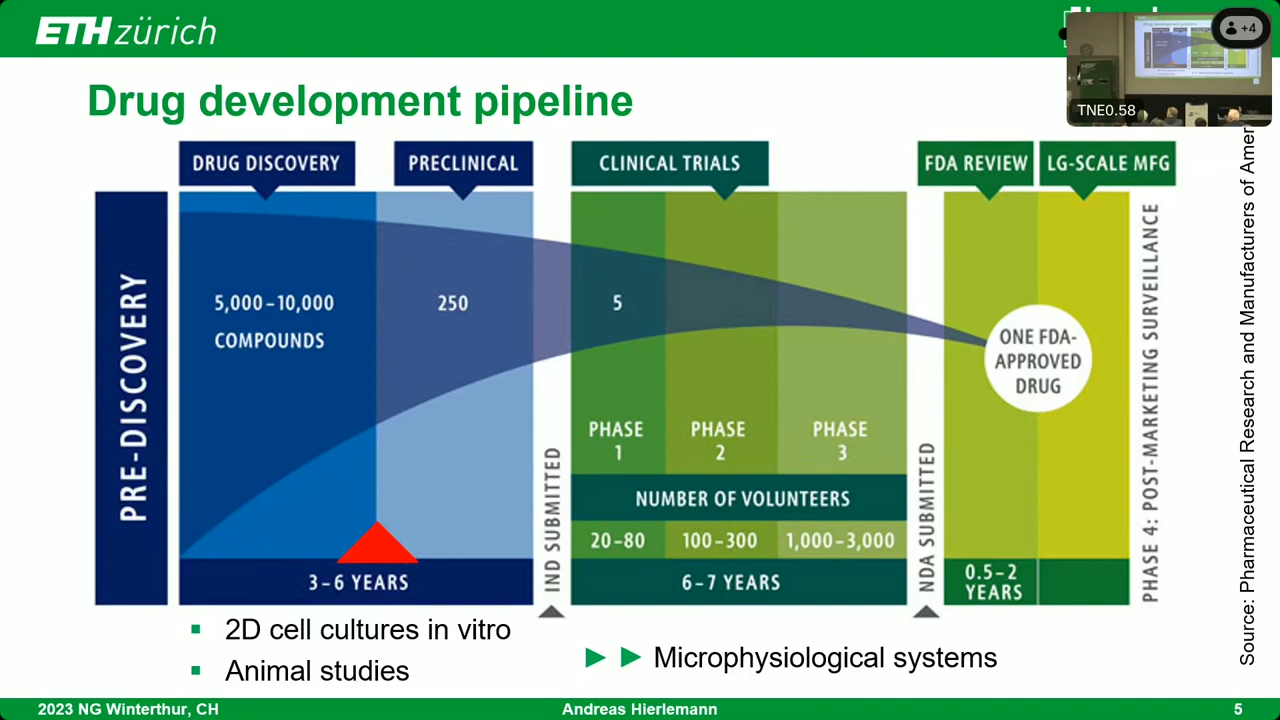 ETH zürich
+4
TNE0.58
Drug development pipeline
DRUG DISCOVERY
PRECLINICAL
CLINICAL TRIALS
FDA REVIEW
LG-SCALE MFG
PRE-DISCOVERY
5,000–10,000
COMPOUNDS
250
5
ONE FDA-
APPROVED
DRUG
PHASE
1
PHASE
2
PHASE
3
NUMBER OF VOLUNTEERS
20–80
100–300
1,000–3,000
IND SUBMITTED
NDA SUBMITTED
3–6 YEARS
6–7 YEARS
0.5–2
YEARS
PHASE 4: POST-MARKETING SURVEILLANCE
Source: Pharmaceutical Research and Manufacturers of Amer
▪ 2D cell cultures in vitro
▪ Animal studies
►► Microphysiological systems
2023 NG Winterthur, CH
Andreas Hierlemann
5